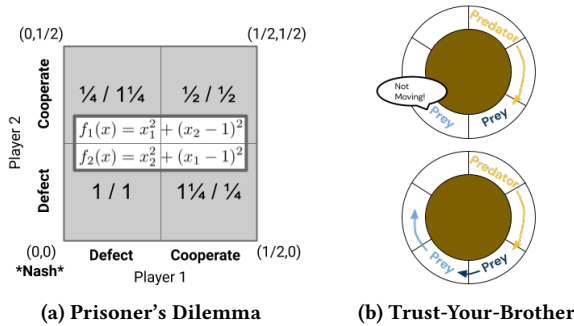 (0,1/2)
(1/2,1/2)
Player 2
Cooperate
Defect
¼ / 1¼
½ / ½
f₁(x) = x₁² + (x₂ − 1)²
f₂(x) = x₂² + (x₁ − 1)²
1 / 1
1¼ / ¼
(0,0)
*Nash*
Defect
Cooperate
(1/2,0)
Player 1
(a) Prisoner's Dilemma
Predator
Not
Moving!
Prey
Prey
Predator
Prey
Prey
(b) Trust-Your-Brother